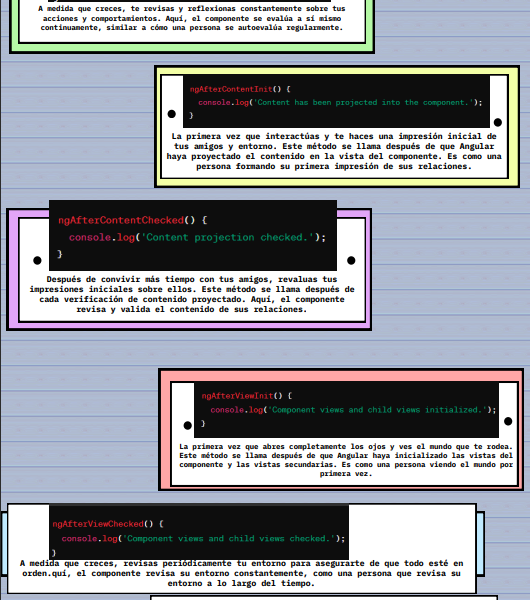 A medida que creces, te revisas y reflexionas constantemente sobre tus
acciones y comportamientos. Aquí, el componente se evalúa a sí mismo
continuamente, similar a cómo una persona se autoevalúa regularmente.
ngAfterContentInit() {
console.log('Content has been projected into the component.');
}
La primera vez que interactúas y te haces una impresión inicial de
tus amigos y entorno. Este método se llama después de que Angular
haya proyectado el contenido en la vista del componente. Es como una
persona formando su primera impresión de sus relaciones.
ngAfterContentChecked() {
console.log('Content projection checked.');
}
Después de convivir más tiempo con tus amigos, revaluas tus
impresiones iniciales sobre ellos. Este método se llama después de
cada verificación de contenido proyectado. Aquí, el componente
revisa y valida el contenido de sus relaciones.
ngAfterViewInit() {
console.log('Component views and child views initialized.');
}
La primera vez que abres completamente los ojos y ves el mundo que te rodea.
Este método se llama después de que Angular haya inicializado las vistas del
componente y las vistas secundarias. Es como una persona viendo el mundo por
primera vez.
ngAfterViewChecked() {
console.log('Component views and child views checked.');
}
A medida que creces, revisas periódicamente tu entorno para asegurarte de que todo esté en
orden.quí, el componente revisa su entorno constantemente, como una persona que revisa su
entorno a lo largo del tiempo.